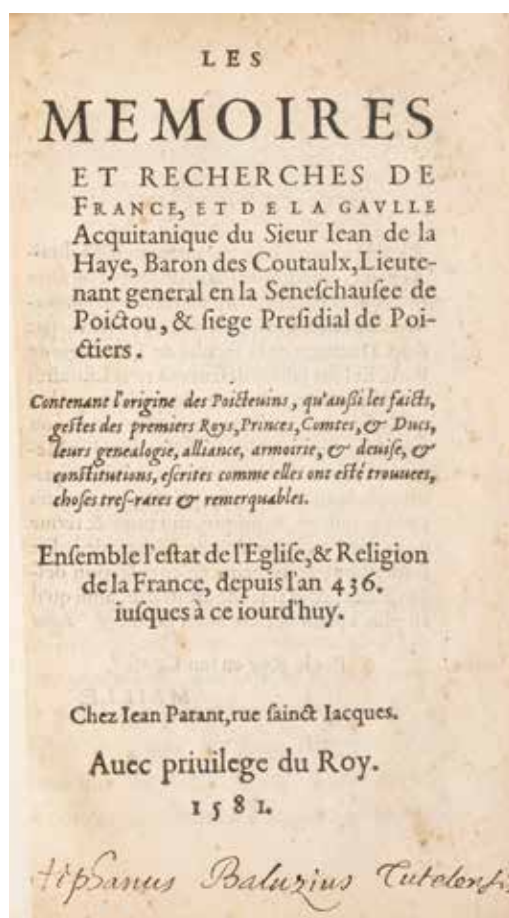 LES
MEMOIRES
ET RECHERCHES DE
FRANCE, ET DE LA GAVLLE
Acquitanique du Sieur Iean de la
Haye, Baron des Coutaulx, Lieute-
nant general en la Seneſchauſee de
Poictou, & ſiege Preſidial de Poi-
ctiers.
Contenant l'origine des Poicteuins, qu'auſsi les faicts,
geſtes des premiers Roys, Princes, Comtes, & Ducs,
leurs genealogie, alliance, armoirie, & deuiſe, &
conſtitutions, eſcrites comme elles ont eſté trouuees,
choſes treſ-rares & remerquables.
Enſemble l'eſtat de l'Egliſe, & Religion
de la France, depuis l'an 436.
iuſques à ce iourd'huy.
Chez Iean Parant, rue ſainct Iacques.
Auec priuilege du Roy.
1581.
Baluzius Tutelensis